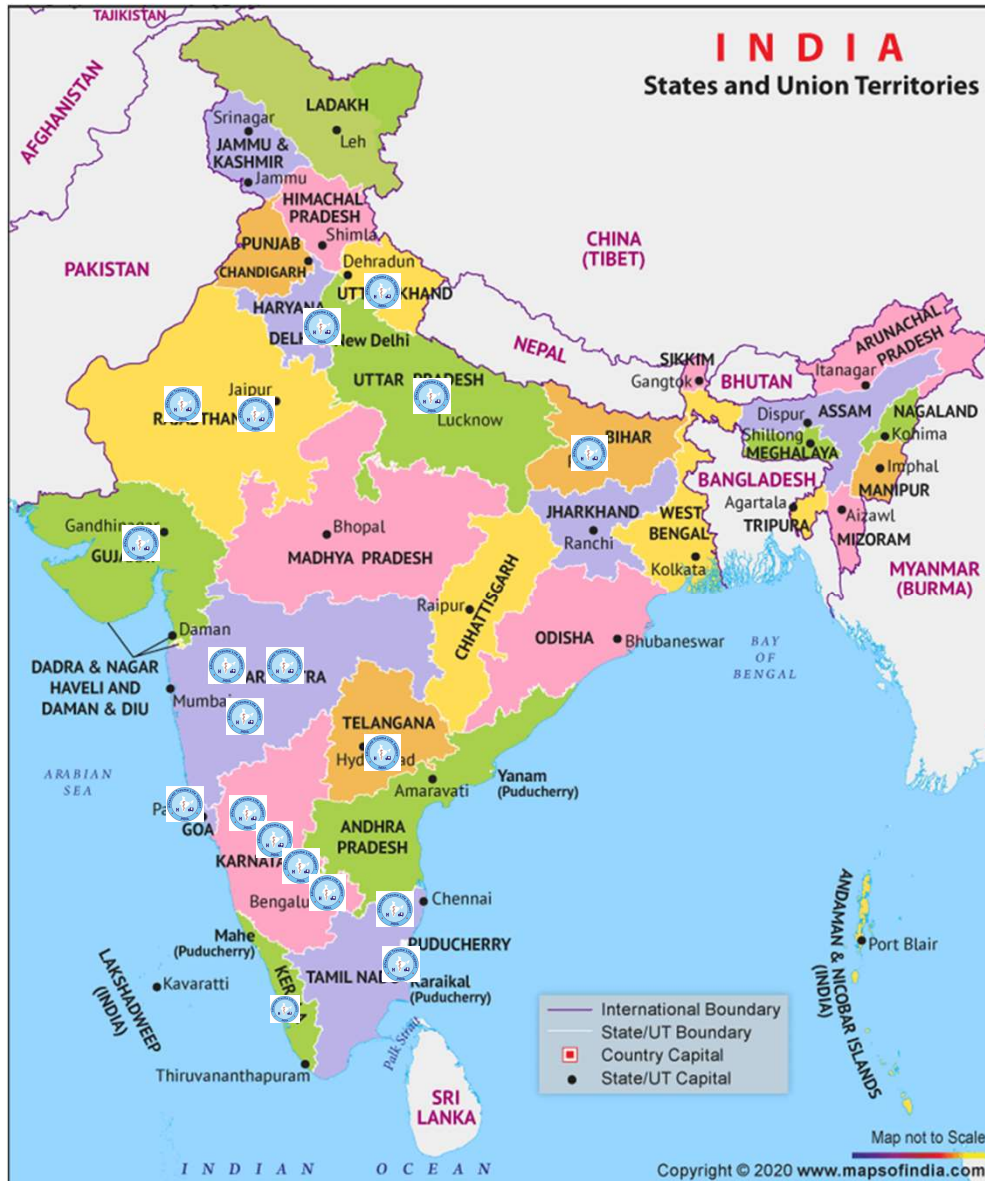 TAJIKISTAN
I N D I A
States and Union Territories
AFGHANISTAN
LADAKH
Srinagar
Leh
JAMMU &
KASHMIR
Jammu
HIMACHAL
PRADESH
Shimla
PUNJAB
CHANDIGARH
CHINA
(TIBET)
PAKISTAN
Dehradun
HARYANA
New Delhi
NEPAL
SIKKIM
Gangtok
BHUTAN
ARUNACHAL
PRADESH
Itanagar
UTTAR PRADESH
Lucknow
Jaipur
BIHAR
Dispur
ASSAM
NAGALAND
Shillong
Kohima
MEGHALAYA
Imphal
MANIPUR
BANGLADESH
Agartala
TRIPURA
Aizawl
MIZORAM
MYANMAR
(BURMA)
Bhopal
MADHYA PRADESH
JHARKHAND
Ranchi
WEST
BENGAL
Kolkata
Raipur
CHHATTISGARH
ODISHA
Bhubaneswar
BAY
OF
BENGAL
Daman
DADRA & NAGAR
HAVELI AND
DAMAN & DIU
ARABIAN
SEA
TELANGANA
Amaravati
Yanam
(Puducherry)
GOA
ANDHRA
PRADESH
Chennai
Mahe
(Puducherry)
PUDUCHERRY
TAMIL
Karaikal
(Puducherry)
LAKSHADWEEP
(INDIA)
Kavaratti
Palk Strait
Thiruvananthapuram
SRI
LANKA
ANDAMAN & NICOBAR ISLANDS
(INDIA)
Port Blair
International Boundary
State/UT Boundary
Country Capital
State/UT Capital
INDIAN OCEAN
Map not to Scale
Copyright © 2020 www.mapsofindia.com